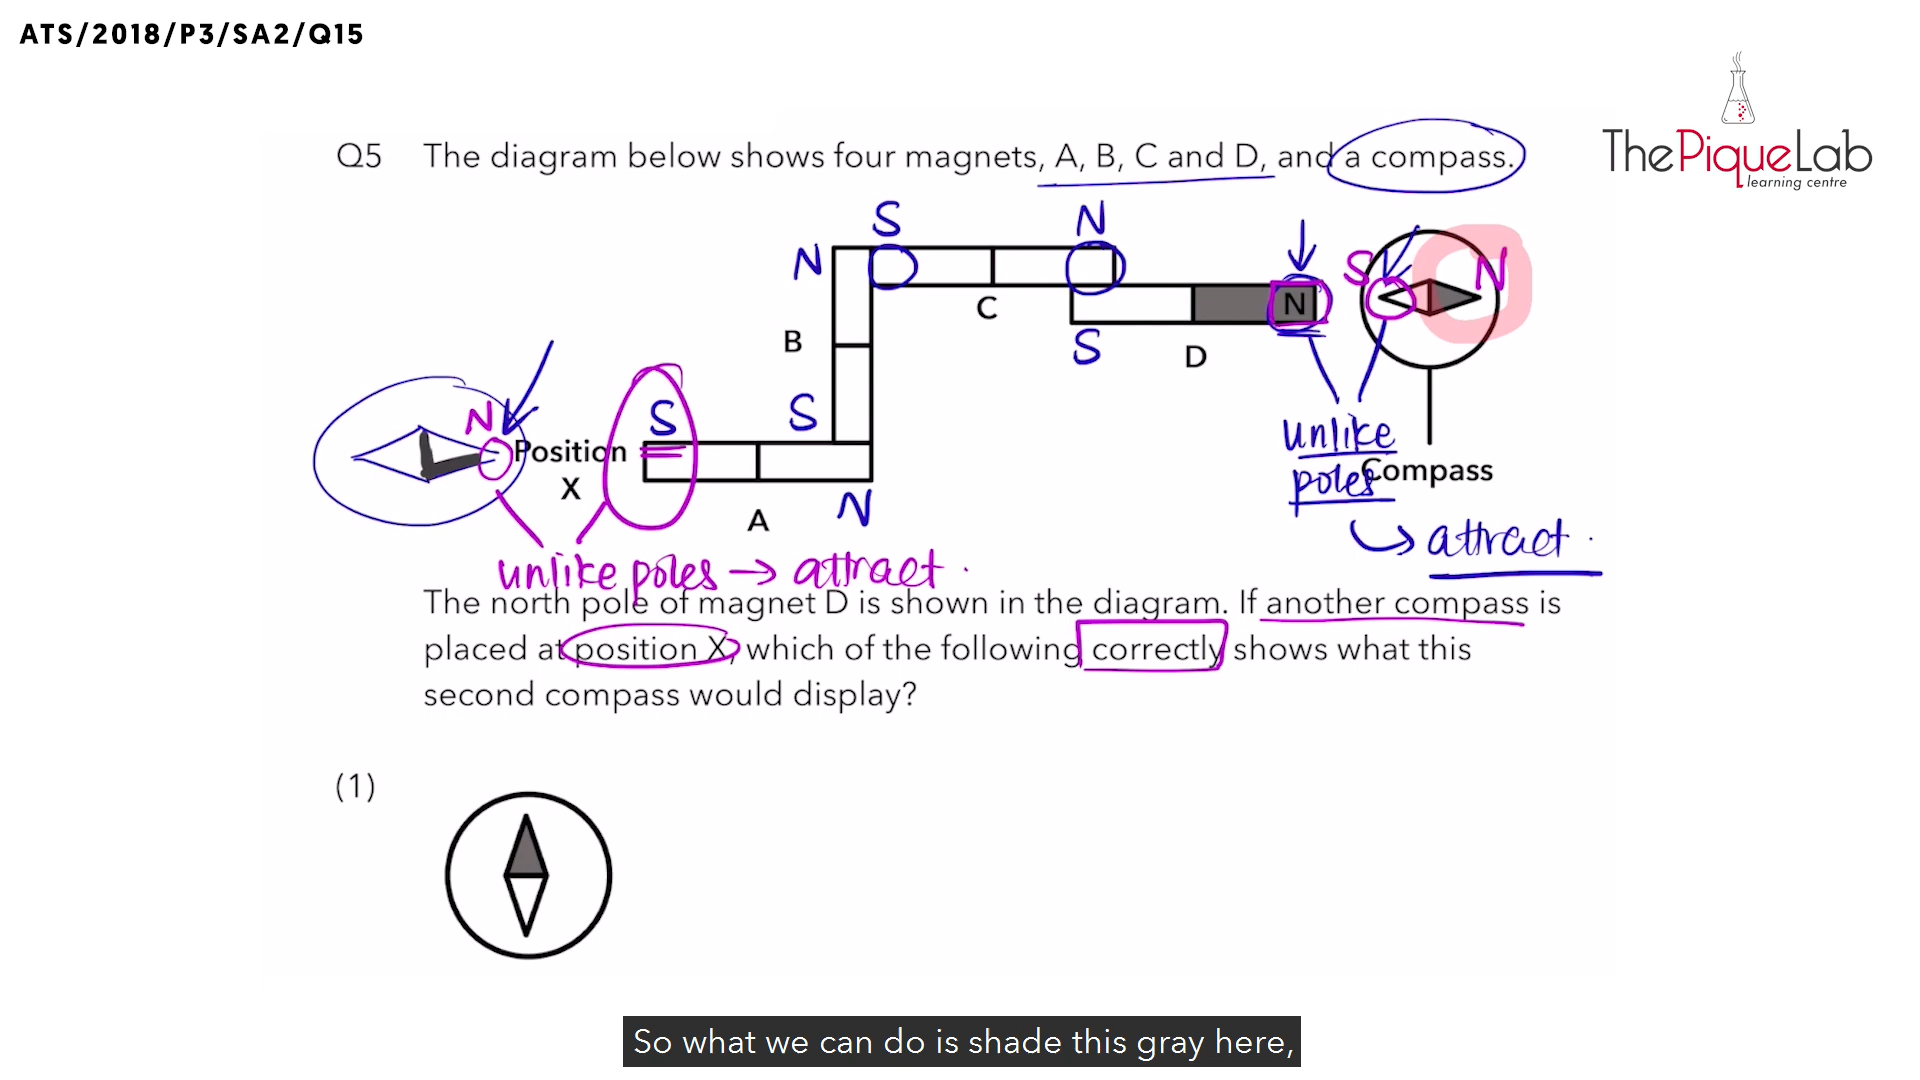 ATS/2018/P3/SA2/Q15
ThePiqueLab
learning centre
Q5 The diagram below shows four magnets, A, B, C and D, and a compass.
S N
N S N
C N
B S D
N S S
Position
X
A N
unlike
poles
Compass
attract.
unlike poles → attract.
The north pole of magnet D is shown in the diagram. If another compass is
placed at position X, which of the following correctly shows what this
second compass would display?
(1)
So what we can do is shade this gray here,